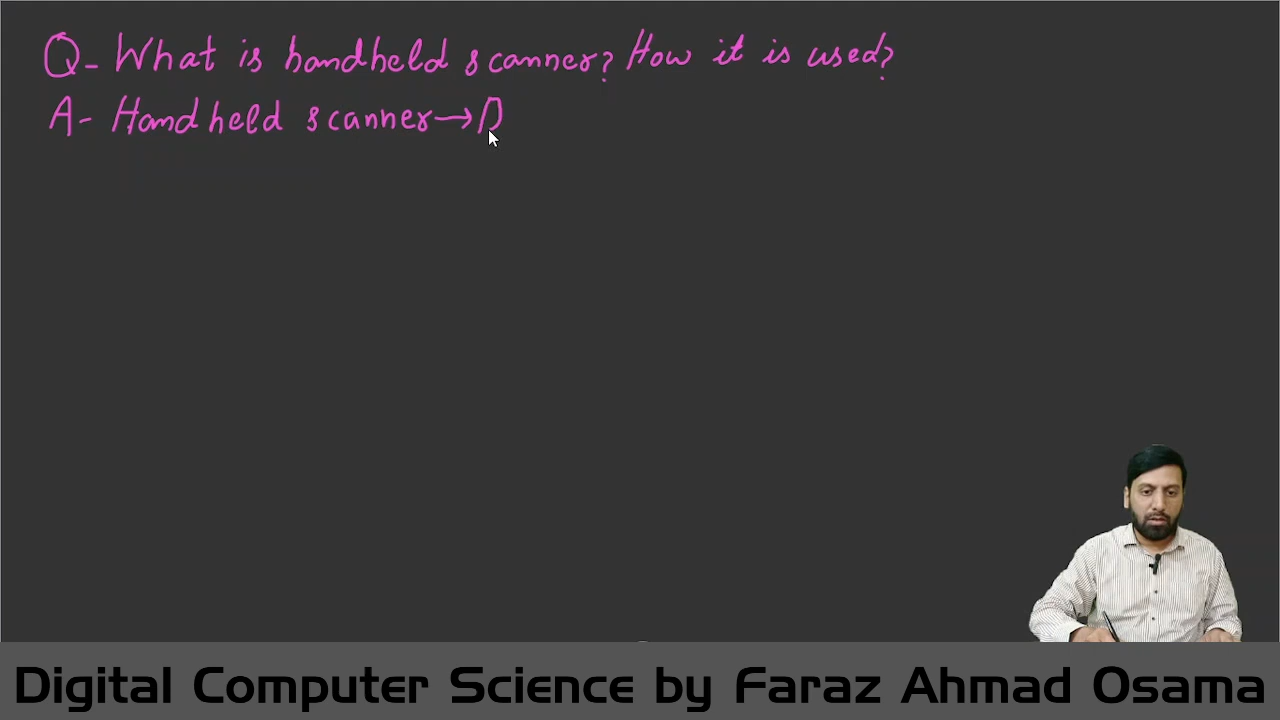 Q- What is handheld scanner? How it is used?
A- Handheld scanner→D
Digital Computer Science by Faraz Ahmad Osama